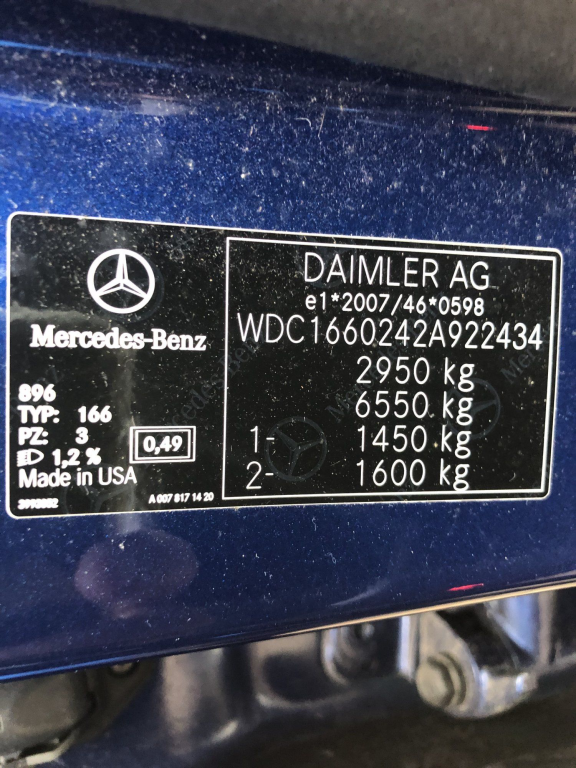 Mercedes-Benz
896
TYP: 166
PZ: 3
1,2 %
0,49
Made in USA
3993052
A 007 817 14 20
DAIMLER AG
e1*2007/46*0598
WDC1660242A922434
2950 kg
6550 kg
1- 1450 kg
2- 1600 kg